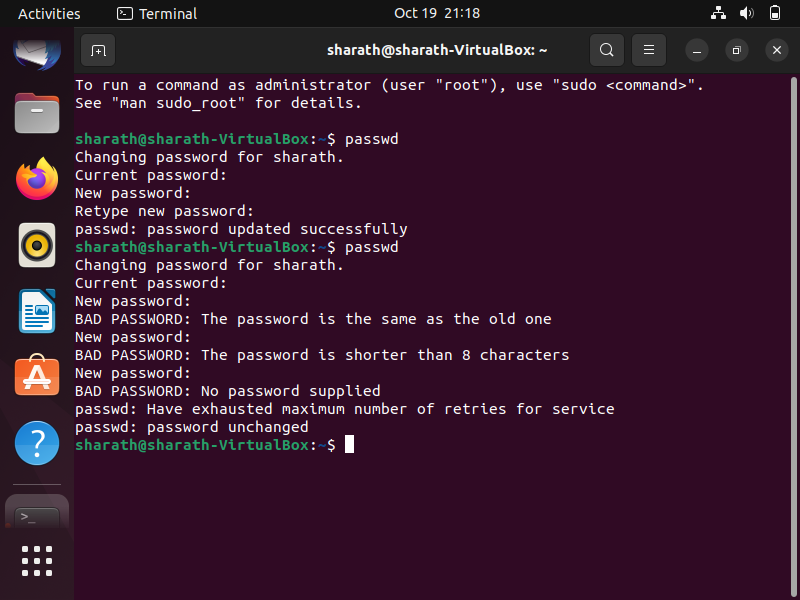 Activities Terminal Oct 19 21:18
sharath@sharath-VirtualBox: ~
To run a command as administrator (user "root"), use "sudo <command>".
See "man sudo_root" for details.
sharath@sharath-VirtualBox:~$ passwd
Changing password for sharath.
Current password:
New password:
Retype new password:
passwd: password updated successfully
sharath@sharath-VirtualBox:~$ passwd
Changing password for sharath.
Current password:
New password:
BAD PASSWORD: The password is the same as the old one
New password:
BAD PASSWORD: The password is shorter than 8 characters
New password:
BAD PASSWORD: No password supplied
passwd: Have exhausted maximum number of retries for service
passwd: password unchanged
sharath@sharath-VirtualBox:~$